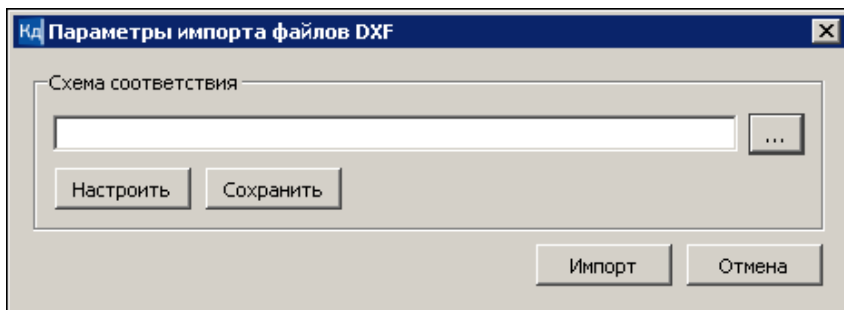 Кд Параметры импорта файлов DXF
Схема соответствия
...
Настроить Сохранить
Импорт Отмена